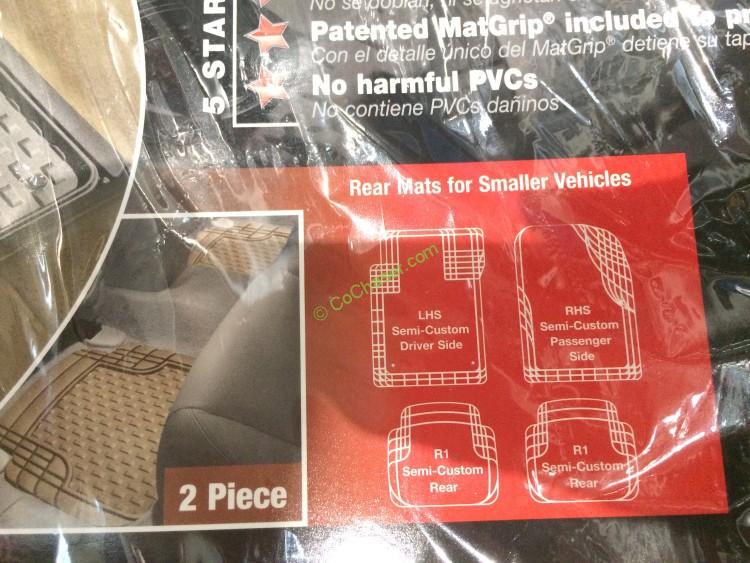 No se doblan, ni se agrietan
Patented MatGrip® included to p
Con el detalle único del MatGrip® detiene su tap
No harmful PVCs
No contiene PVCs dañinos
5 STAR
Rear Mats for Smaller Vehicles
LHS
Semi-Custom
Driver Side
RHS
Semi-Custom
Passenger
Side
R1
Semi-Custom
Rear
R1
Semi-Custom
Rear
2 Piece
© CoChaser.com